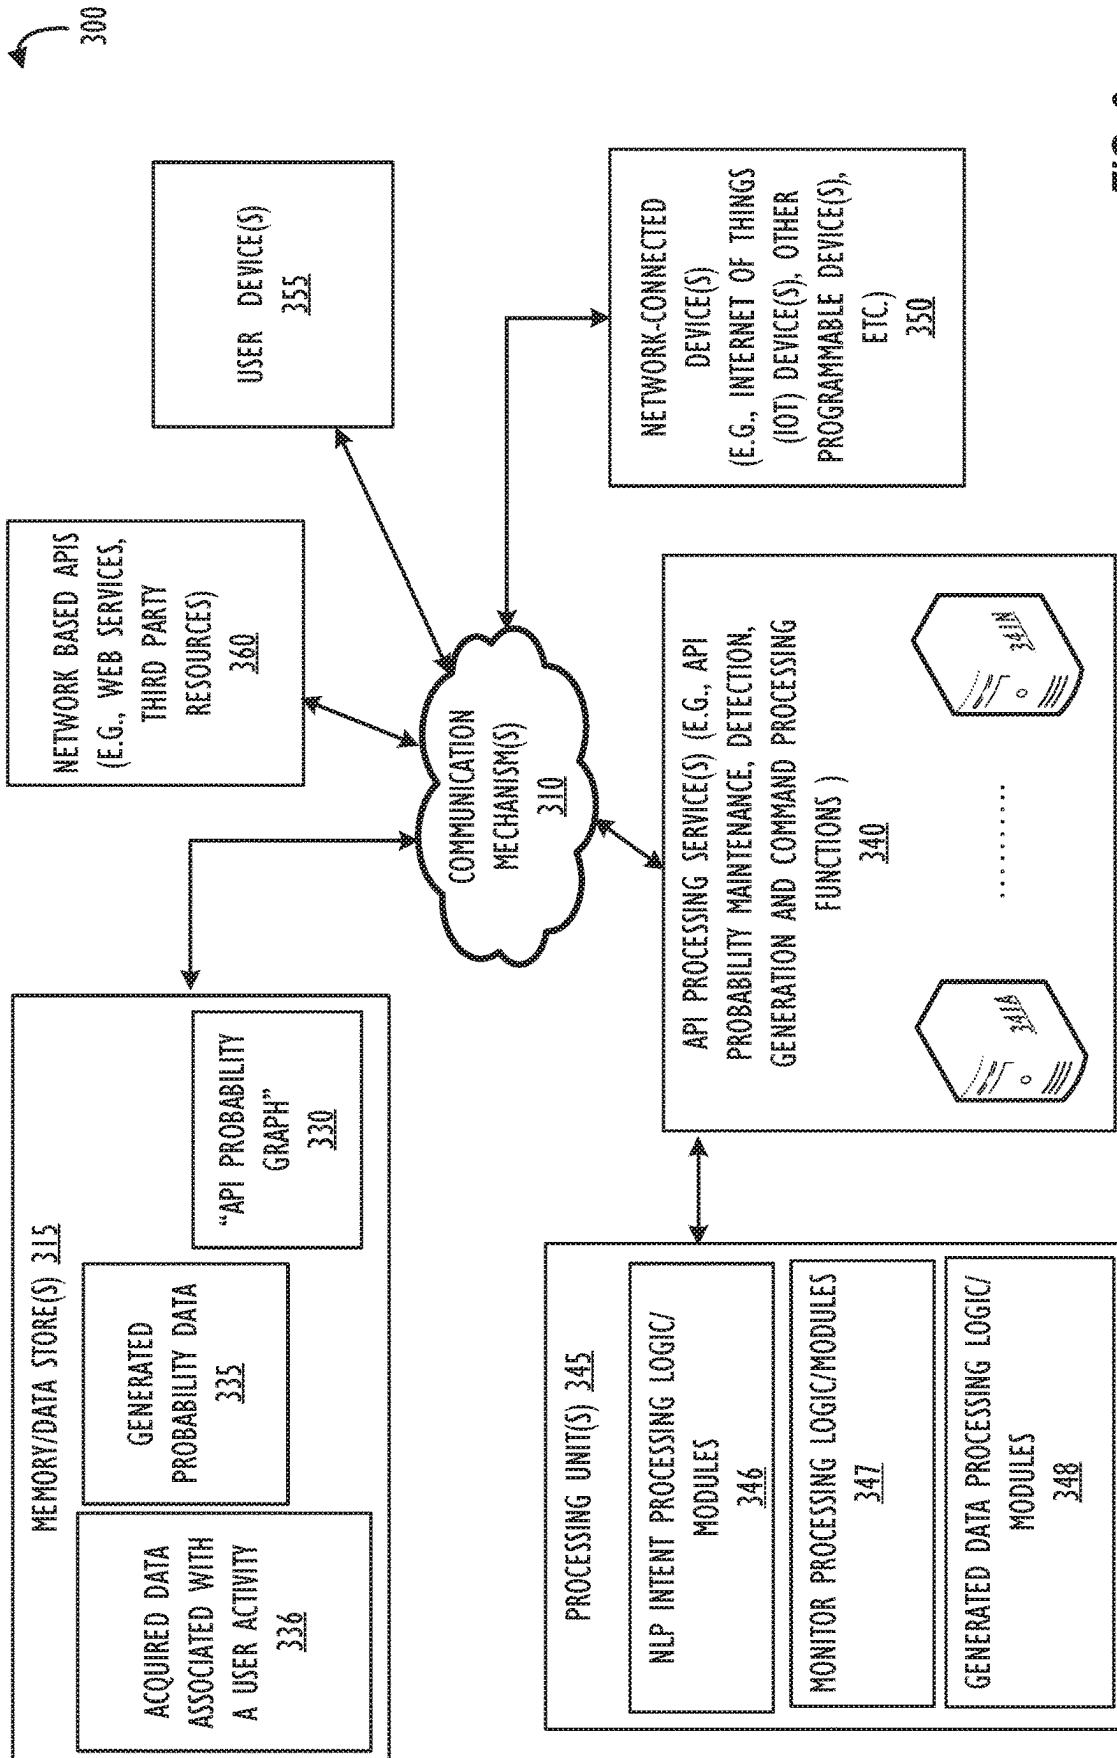 300
MEMORY/DATA STORE(S) 315
ACQUIRED DATA
ASSOCIATED WITH
A USER ACTIVITY
336
GENERATED
PROBABILITY DATA
335
“API PROBABILITY
GRAPH”
330
NETWORK BASED APIS
(E.G., WEB SERVICES,
THIRD PARTY
RESOURCES)
360
USER DEVICE(S)
355
COMMUNICATION
MECHANISM(S)
310
PROCESSING UNIT(S) 345
NLP INTENT PROCESSING LOGIC/
MODULES
346
MONITOR PROCESSING LOGIC/MODULES
347
GENERATED DATA PROCESSING LOGIC/
MODULES
348
API PROCESSING SERVICE(S) (E.G., API
PROBABILITY MAINTENANCE, DETECTION,
GENERATION AND COMMAND PROCESSING
FUNCTIONS )
340
341A
..........
341N
NETWORK-CONNECTED
DEVICE(S)
(E.G., INTERNET OF THINGS
(IOT) DEVICE(S), OTHER
PROGRAMMABLE DEVICE(S),
ETC.)
350
FIG.